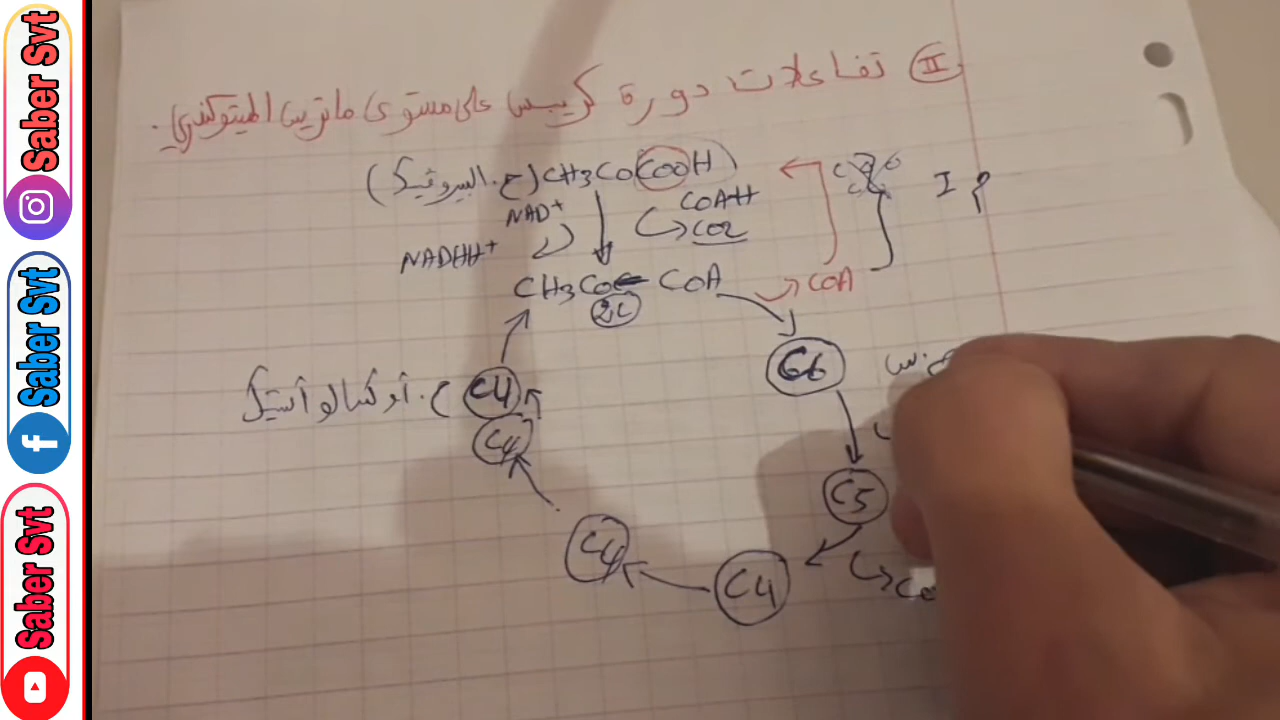 II تفاعلات دورة كريبس على مستوى ماتريس الميتوكندري.
CH3COCOOH (ح. البيروفيك)
NAD+
COAH
CO2
NADHH+
I م
CH3CO COA
COA
2C
C6
ح. أوكسالو أستيك C4
C4
C5
C4
C4
Saber Svt
Saber Svt
Saber Svt